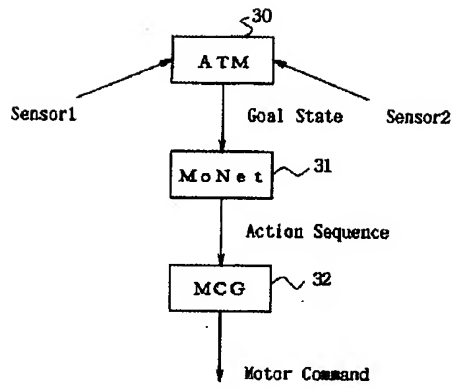 30
ATM
Sensor1
Goal State
Sensor2
MoNet
31
Action Sequence
MCG
32
Motor Command